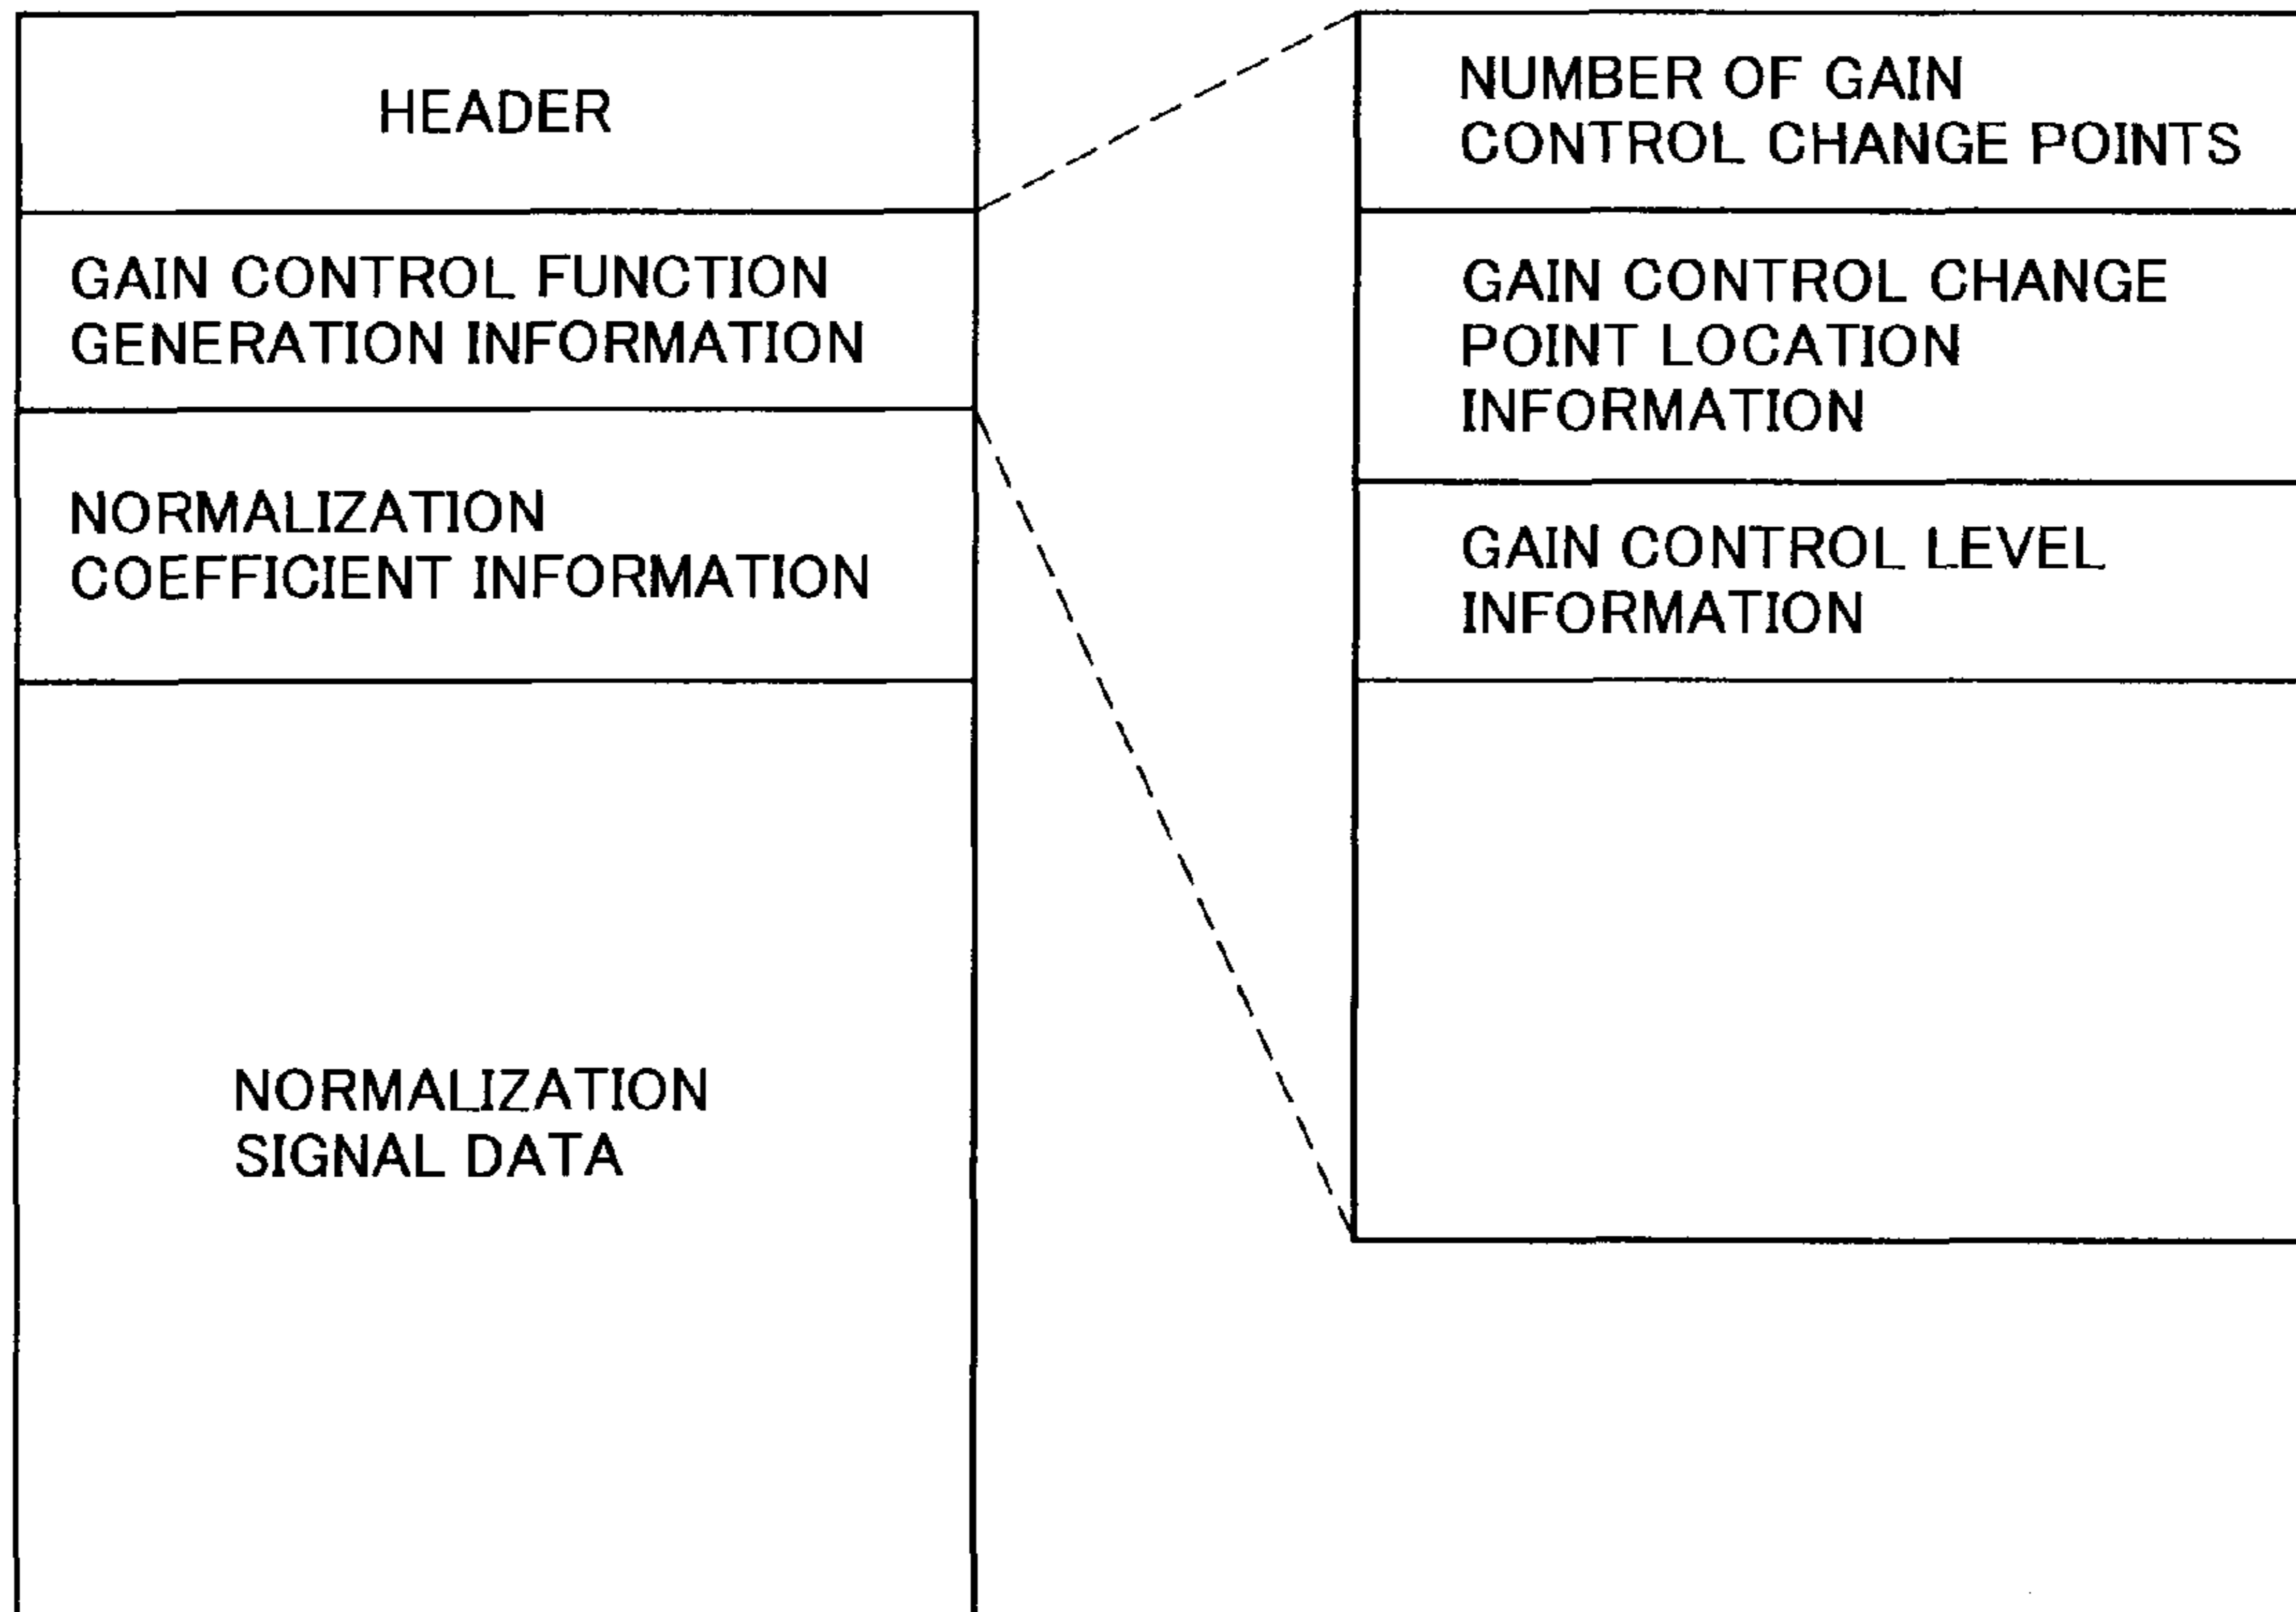 HEADER
GAIN CONTROL FUNCTION
GENERATION INFORMATION
NORMALIZATION
COEFFICIENT INFORMATION
NORMALIZATION
SIGNAL DATA
NUMBER OF GAIN
CONTROL CHANGE POINTS
GAIN CONTROL CHANGE
POINT LOCATION
INFORMATION
GAIN CONTROL LEVEL
INFORMATION